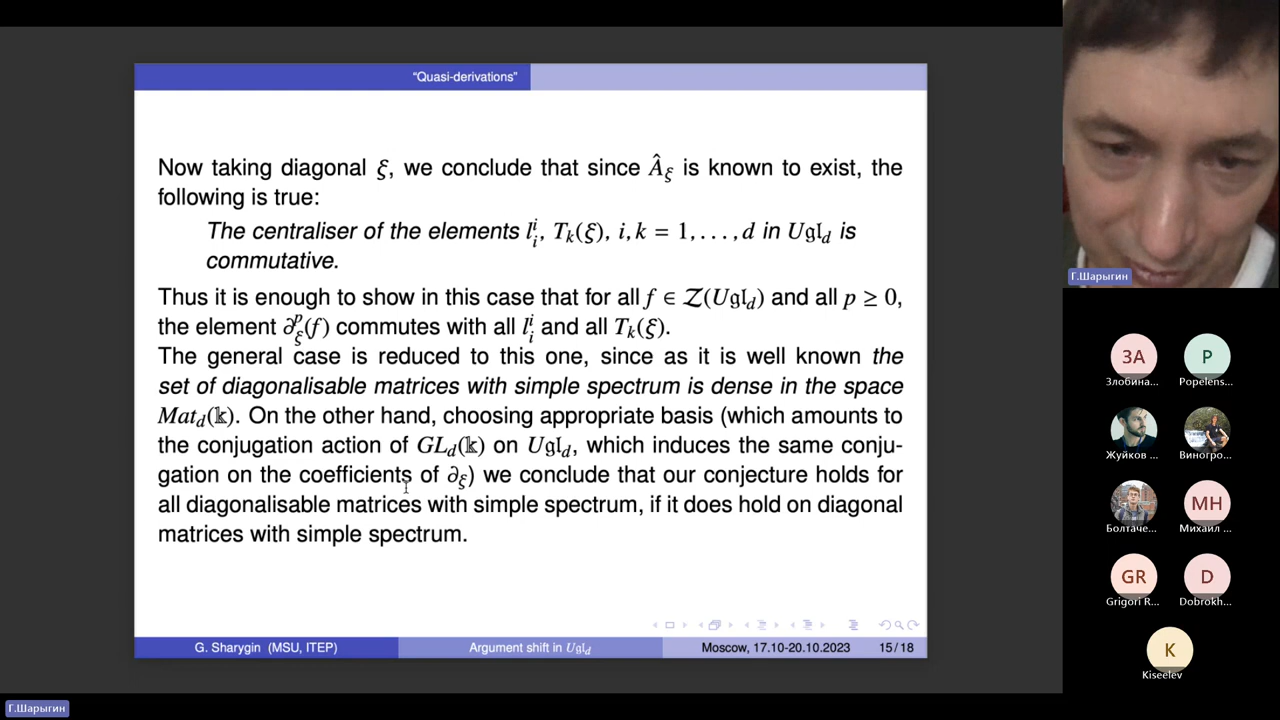 "Quasi-derivations"
Now taking diagonal ξ, we conclude that since Â_ξ is known to exist, the
following is true:
The centraliser of the elements l_i^i, T_k(ξ), i, k = 1, . . . , d in U𝔤𝔩_d is
commutative.
Thus it is enough to show in this case that for all f ∈ 𝒵(U𝔤𝔩_d) and all p ≥ 0,
the element ∂_ξ^p(f) commutes with all l_i^i and all T_k(ξ).
The general case is reduced to this one, since as it is well known the
set of diagonalisable matrices with simple spectrum is dense in the space
Mat_d(𝕜). On the other hand, choosing appropriate basis (which amounts to
the conjugation action of GL_d(𝕜) on U𝔤𝔩_d, which induces the same conju-
gation on the coefficients of ∂_ξ) we conclude that our conjecture holds for
all diagonalisable matrices with simple spectrum, if it does hold on diagonal
matrices with simple spectrum.
G. Sharygin (MSU, ITEP)
Argument shift in U𝔤𝔩_d
Moscow, 17.10-20.10.2023
15 / 18
Г.Шарыгин
ЗА
Злобина...
P
Popelens...
Жуйков ...
Виногро...
Болтаче...
МН
Михаил ...
GR
Grigori R...
D
Dobrokh...
K
Kiseelev
Г.Шарыгин